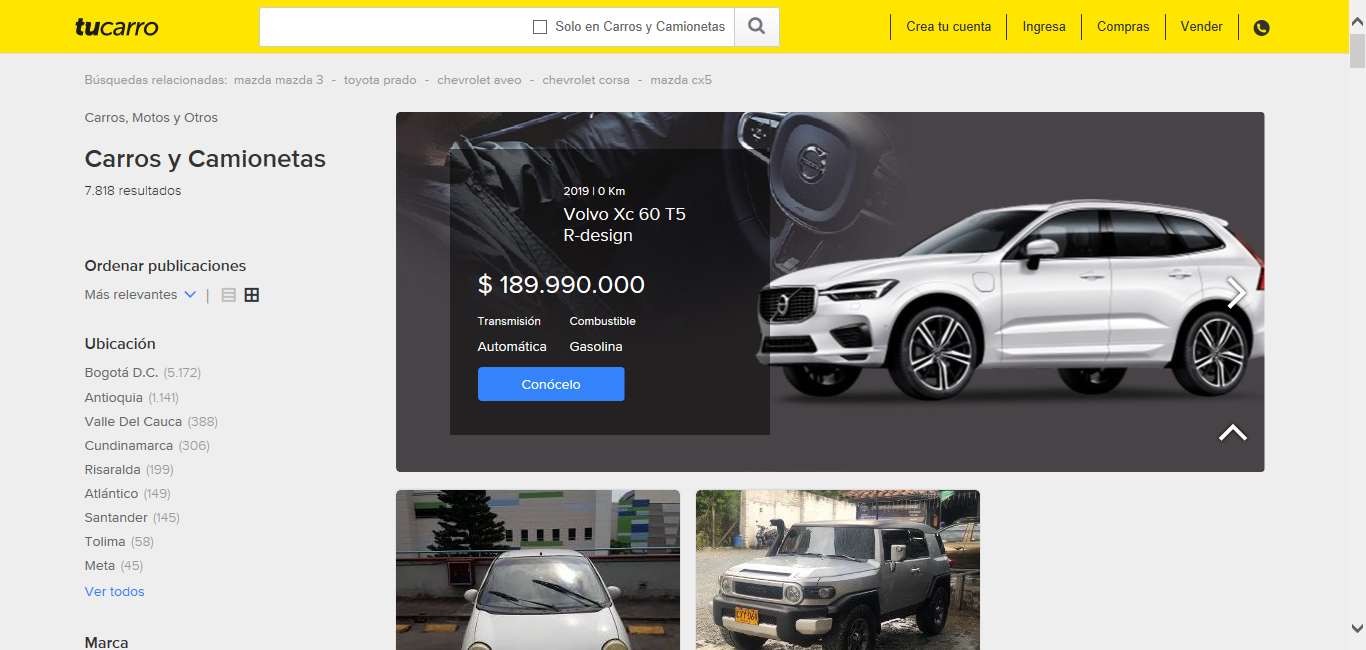 tucarro
Solo en Carros y Camionetas
Crea tu cuenta
Ingresa
Compras
Vender
Búsquedas relacionadas: mazda mazda 3 - toyota prado - chevrolet aveo - chevrolet corsa - mazda cx5
Carros, Motos y Otros
Carros y Camionetas
7.818 resultados
Ordenar publicaciones
Más relevantes |
Ubicación
Bogotá D.C. (5.172)
Antioquia (1.141)
Valle Del Cauca (388)
Cundinamarca (306)
Risaralda (199)
Atlántico (149)
Santander (145)
Tolima (58)
Meta (45)
Ver todos
Marca
2019 | 0 Km
Volvo Xc 60 T5
R-design
$ 189.990.000
Transmisión Combustible
Automática Gasolina
Conócelo